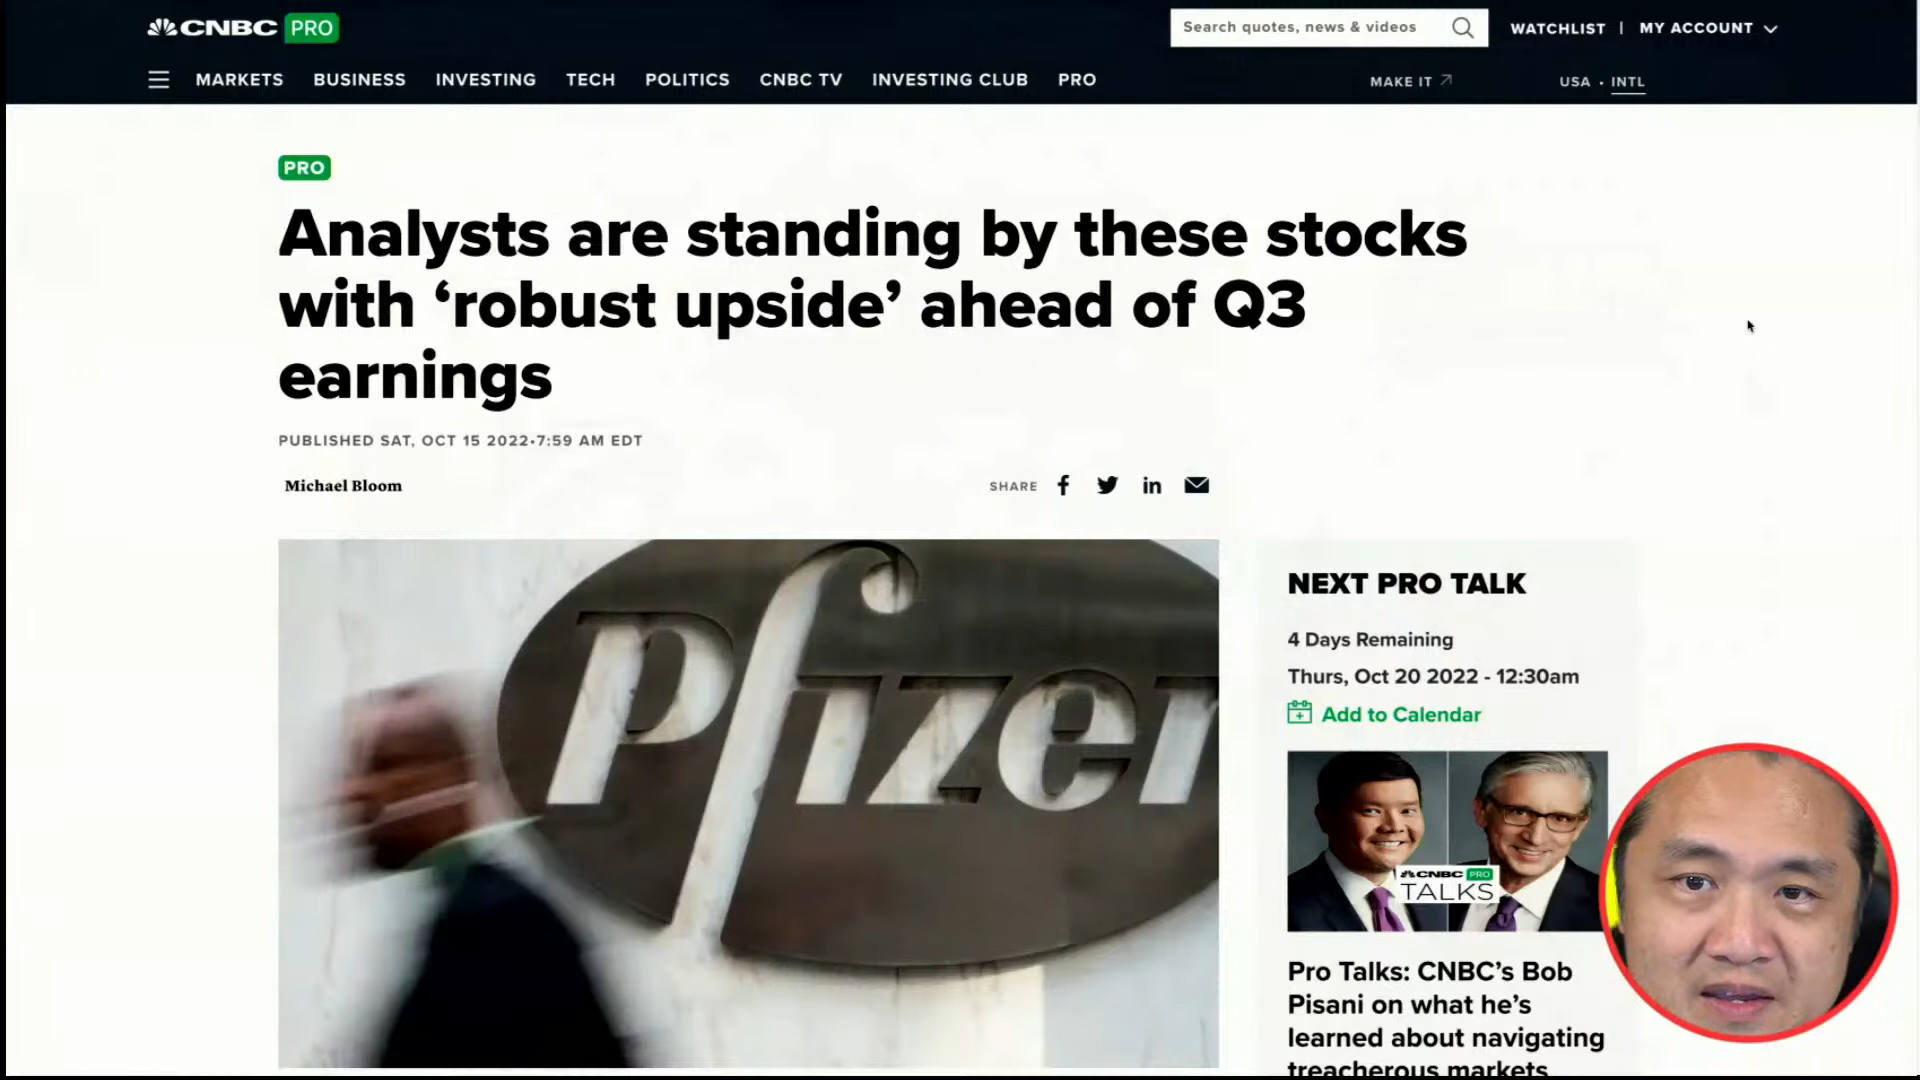 CNBC PRO
Search quotes, news & videos
WATCHLIST | MY ACCOUNT
MARKETS BUSINESS INVESTING TECH POLITICS CNBC TV INVESTING CLUB PRO
MAKE IT
USA • INTL
PRO
Analysts are standing by these stocks
with ‘robust upside’ ahead of Q3
earnings
PUBLISHED SAT, OCT 15 2022•7:59 AM EDT
Michael Bloom
SHARE
Pfizer
NEXT PRO TALK
4 Days Remaining
Thurs, Oct 20 2022 - 12:30am
Add to Calendar
CNBC PRO
TALKS
Pro Talks: CNBC’s Bob
Pisani on what he’s
learned about navigating
treacherous markets